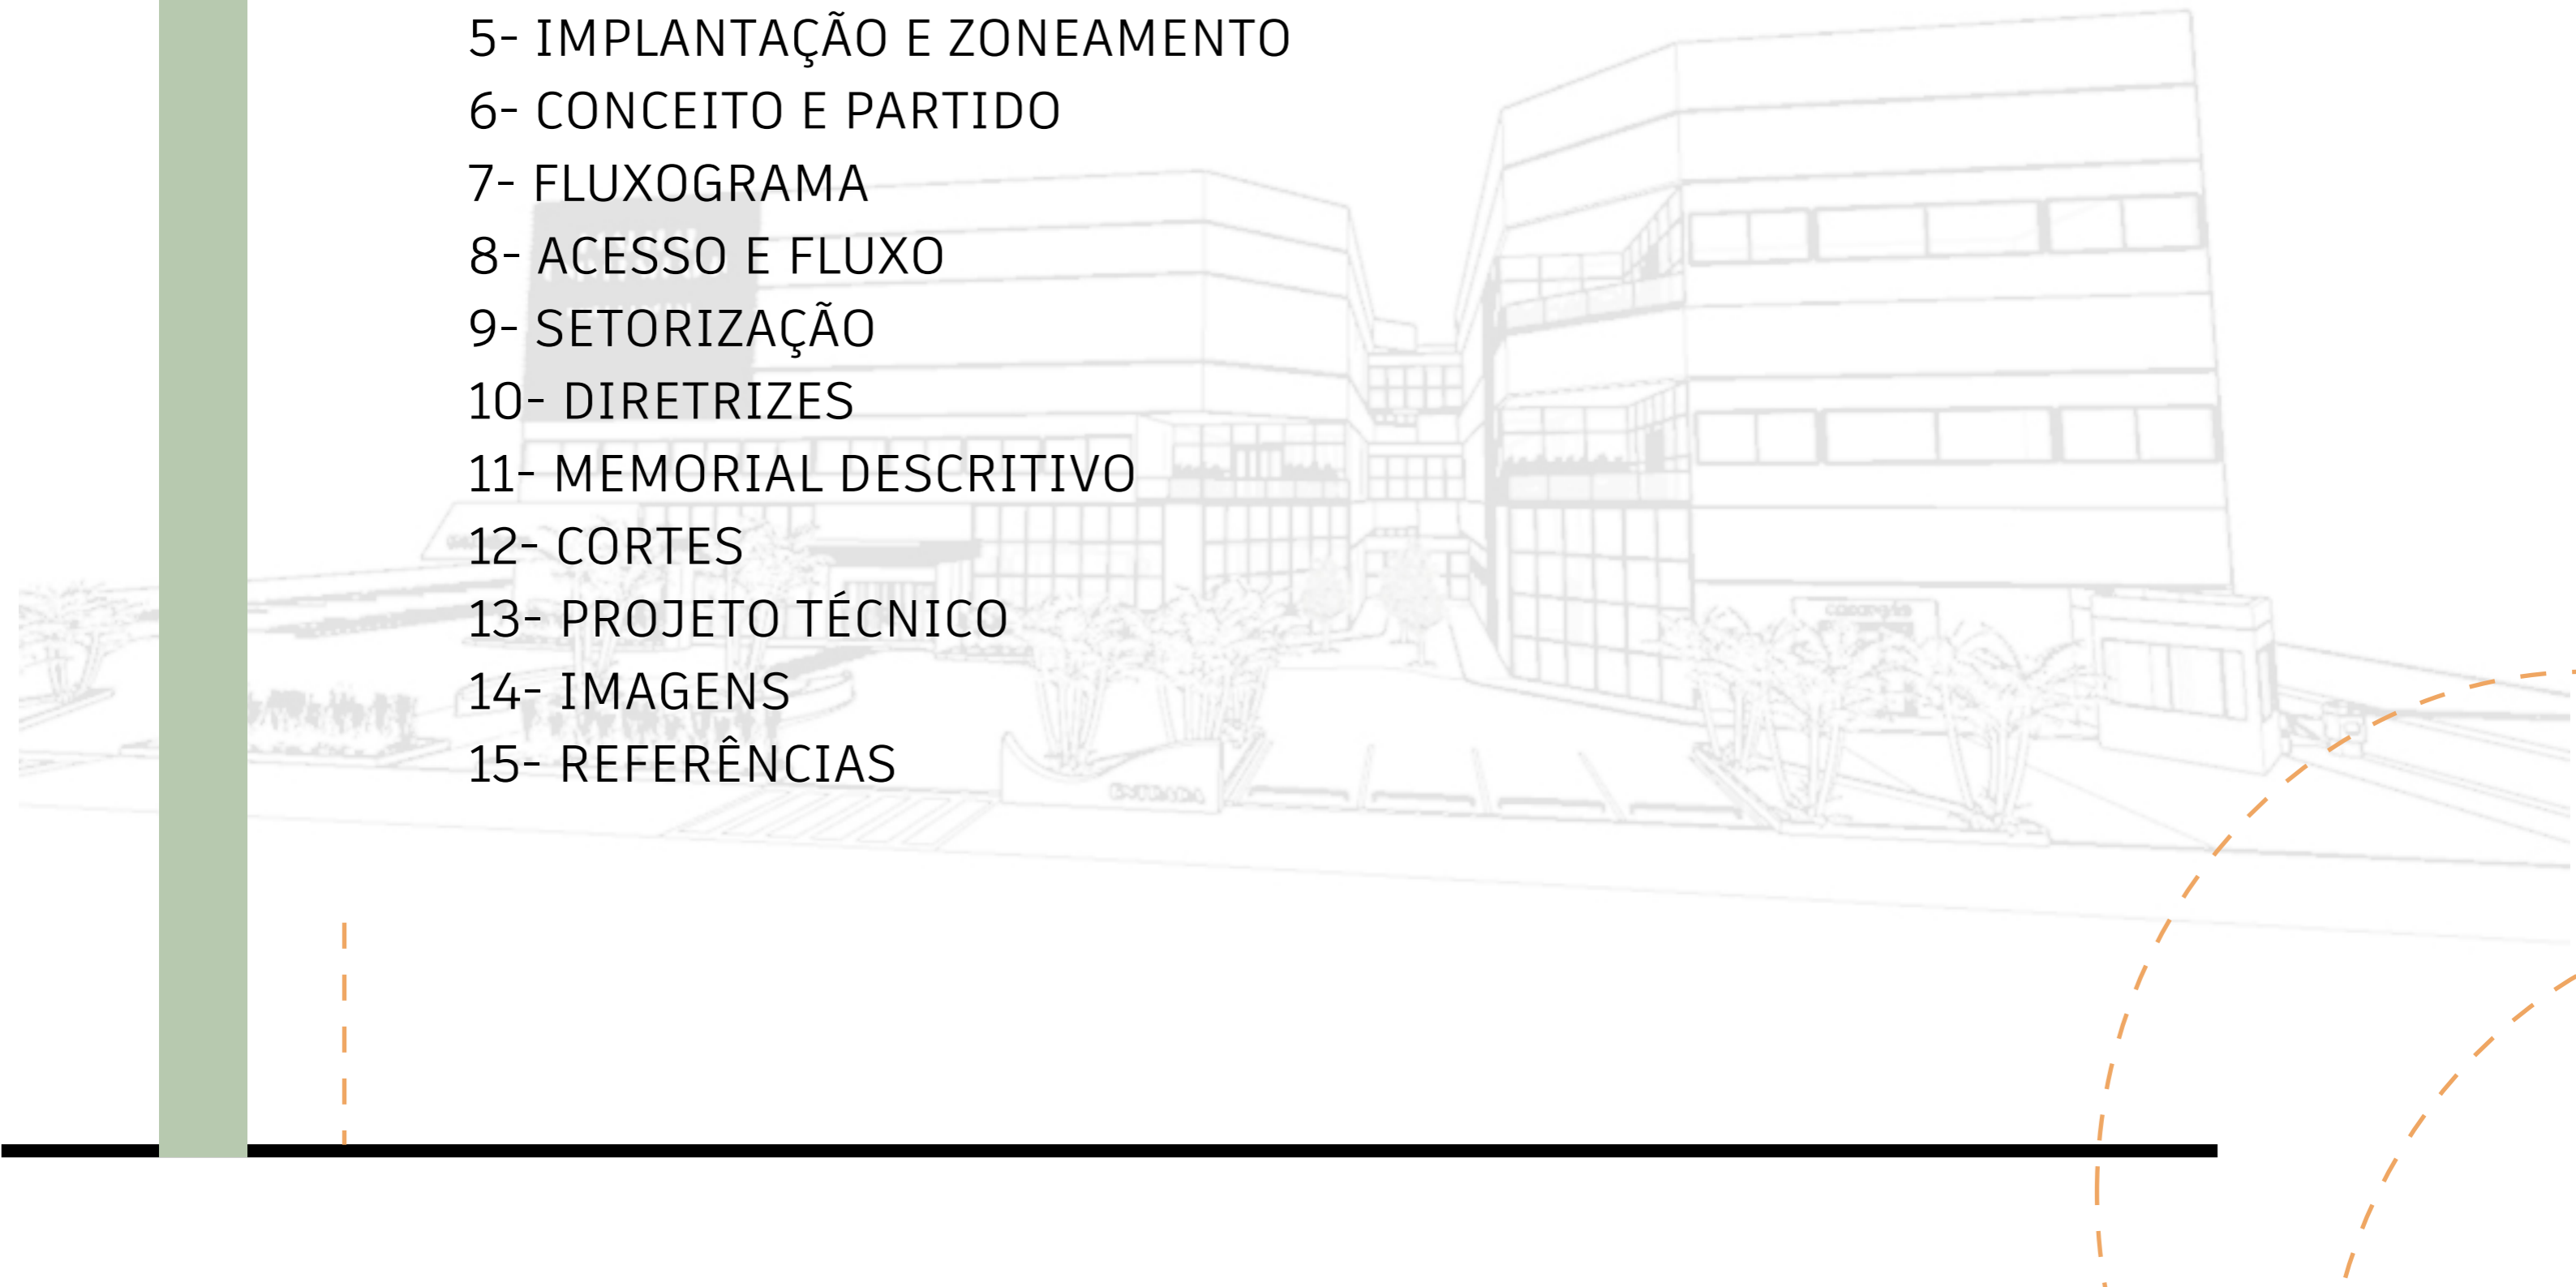 5- IMPLANTAÇÃO E ZONEAMENTO
6- CONCEITO E PARTIDO
7- FLUXOGRAMA
8- ACESSO E FLUXO
9- SETORIZAÇÃO
10- DIRETRIZES
11- MEMORIAL DESCRITIVO
12- CORTES
13- PROJETO TÉCNICO
14- IMAGENS
15- REFERÊNCIAS
ENTRADA